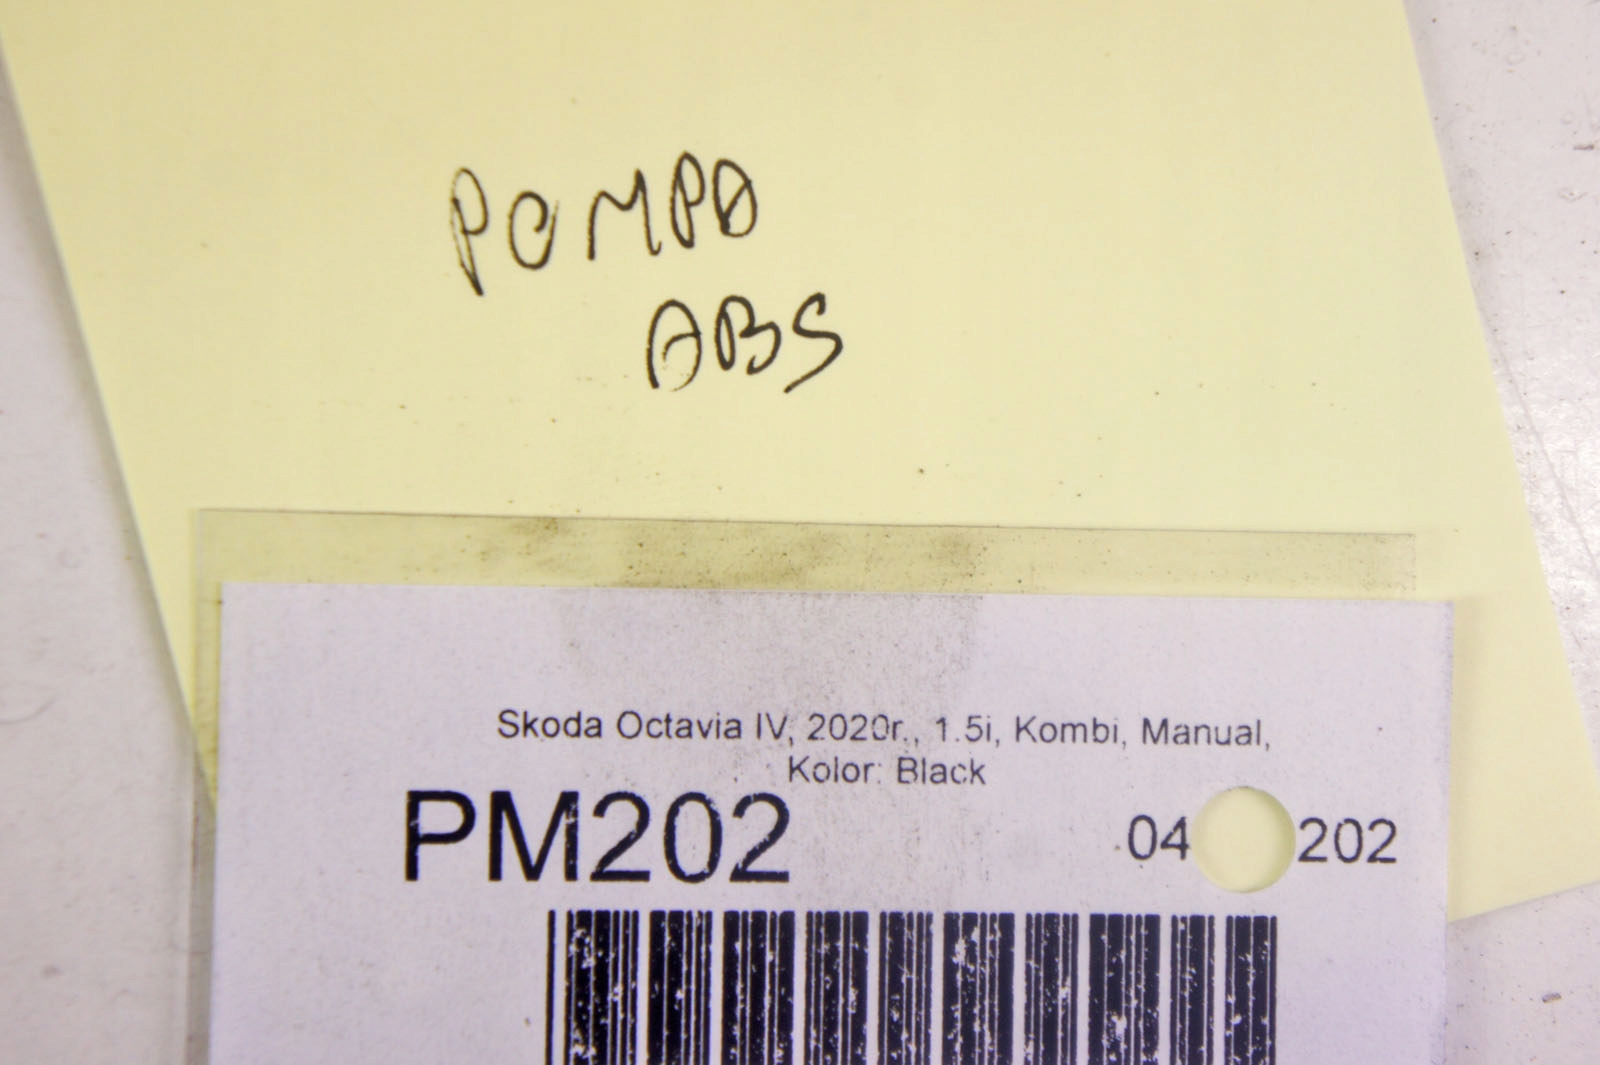 POMPA
ABS
Skoda Octavia IV, 2020r., 1.5i, Kombi, Manual,
Kolor: Black
PM202 04 202